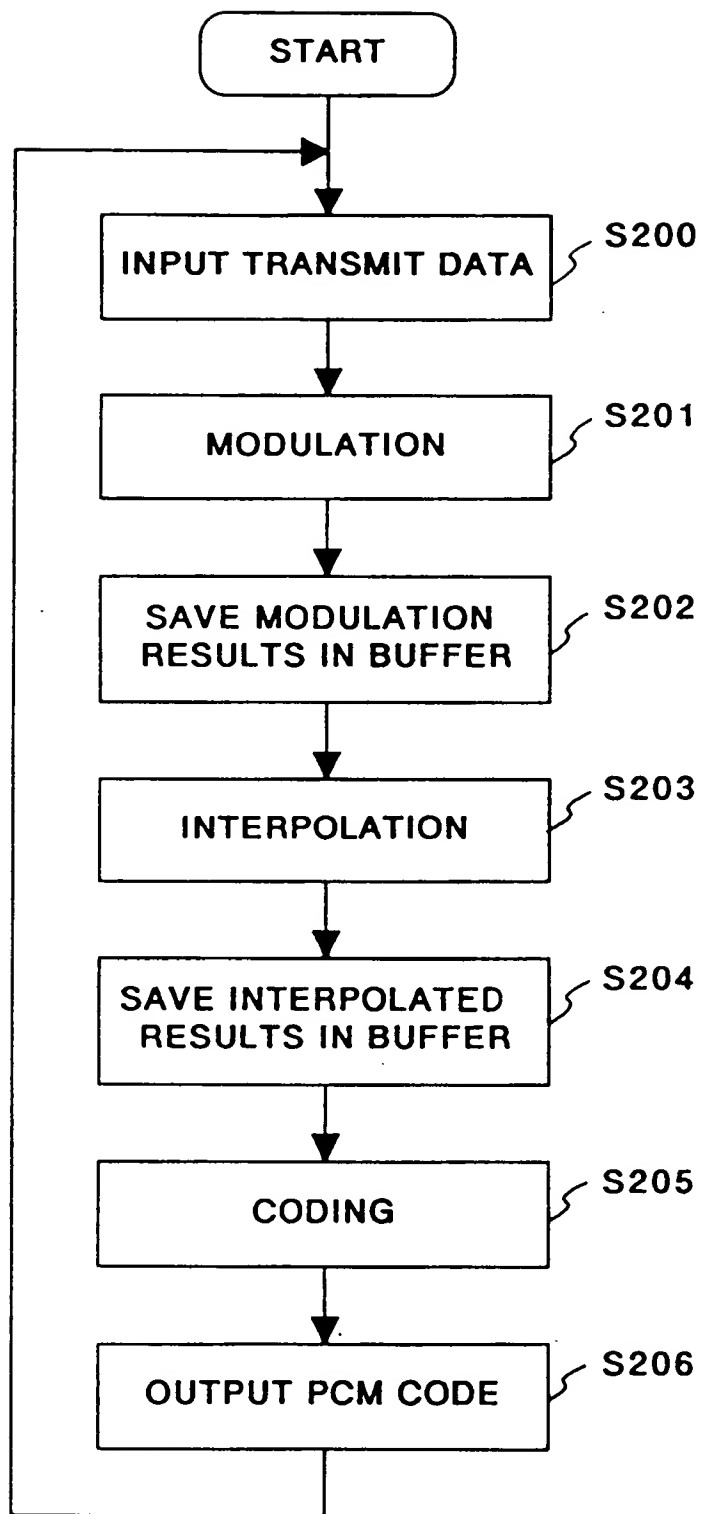 START
INPUT TRANSMIT DATA
S200
MODULATION
S201
SAVE MODULATION
RESULTS IN BUFFER
S202
INTERPOLATION
S203
SAVE INTERPOLATED
RESULTS IN BUFFER
S204
CODING
S205
OUTPUT PCM CODE
S206